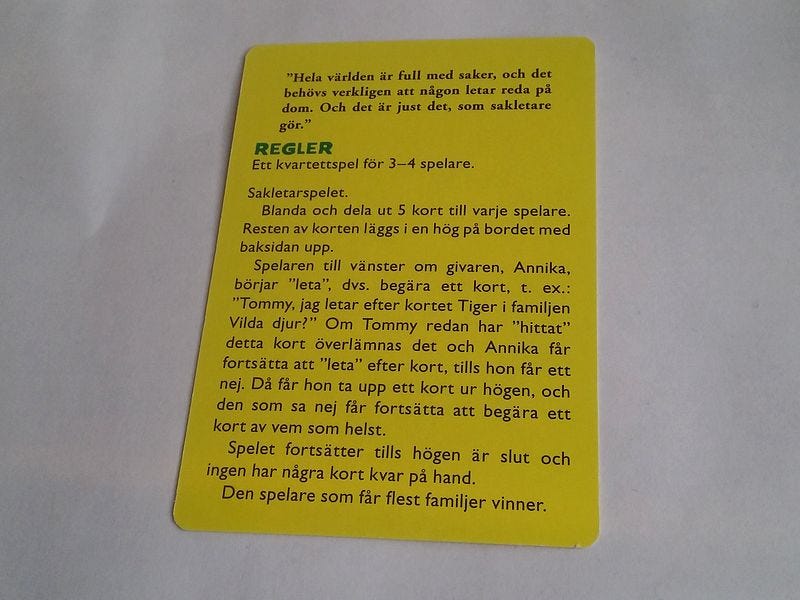 ”Hela världen är full med saker, och det
behövs verkligen att någon letar reda på
dom. Och det är just det, som sakletare
gör.”
REGLER
Ett kvartettspel för 3–4 spelare.
Sakletarspelet.
Blanda och dela ut 5 kort till varje spelare.
Resten av korten läggs i en hög på bordet med
baksidan upp.
Spelaren till vänster om givaren, Annika,
börjar ”leta”, dvs. begära ett kort, t. ex.:
”Tommy, jag letar efter kortet Tiger i familjen
Vilda djur?” Om Tommy redan har ”hittat”
detta kort överlämnas det och Annika får
fortsätta att ”leta” efter kort, tills hon får ett
nej. Då får hon ta upp ett kort ur högen, och
den som sa nej får fortsätta att begära ett
kort av vem som helst.
Spelet fortsätter tills högen är slut och
ingen har några kort kvar på hand.
Den spelare som får flest familjer vinner.